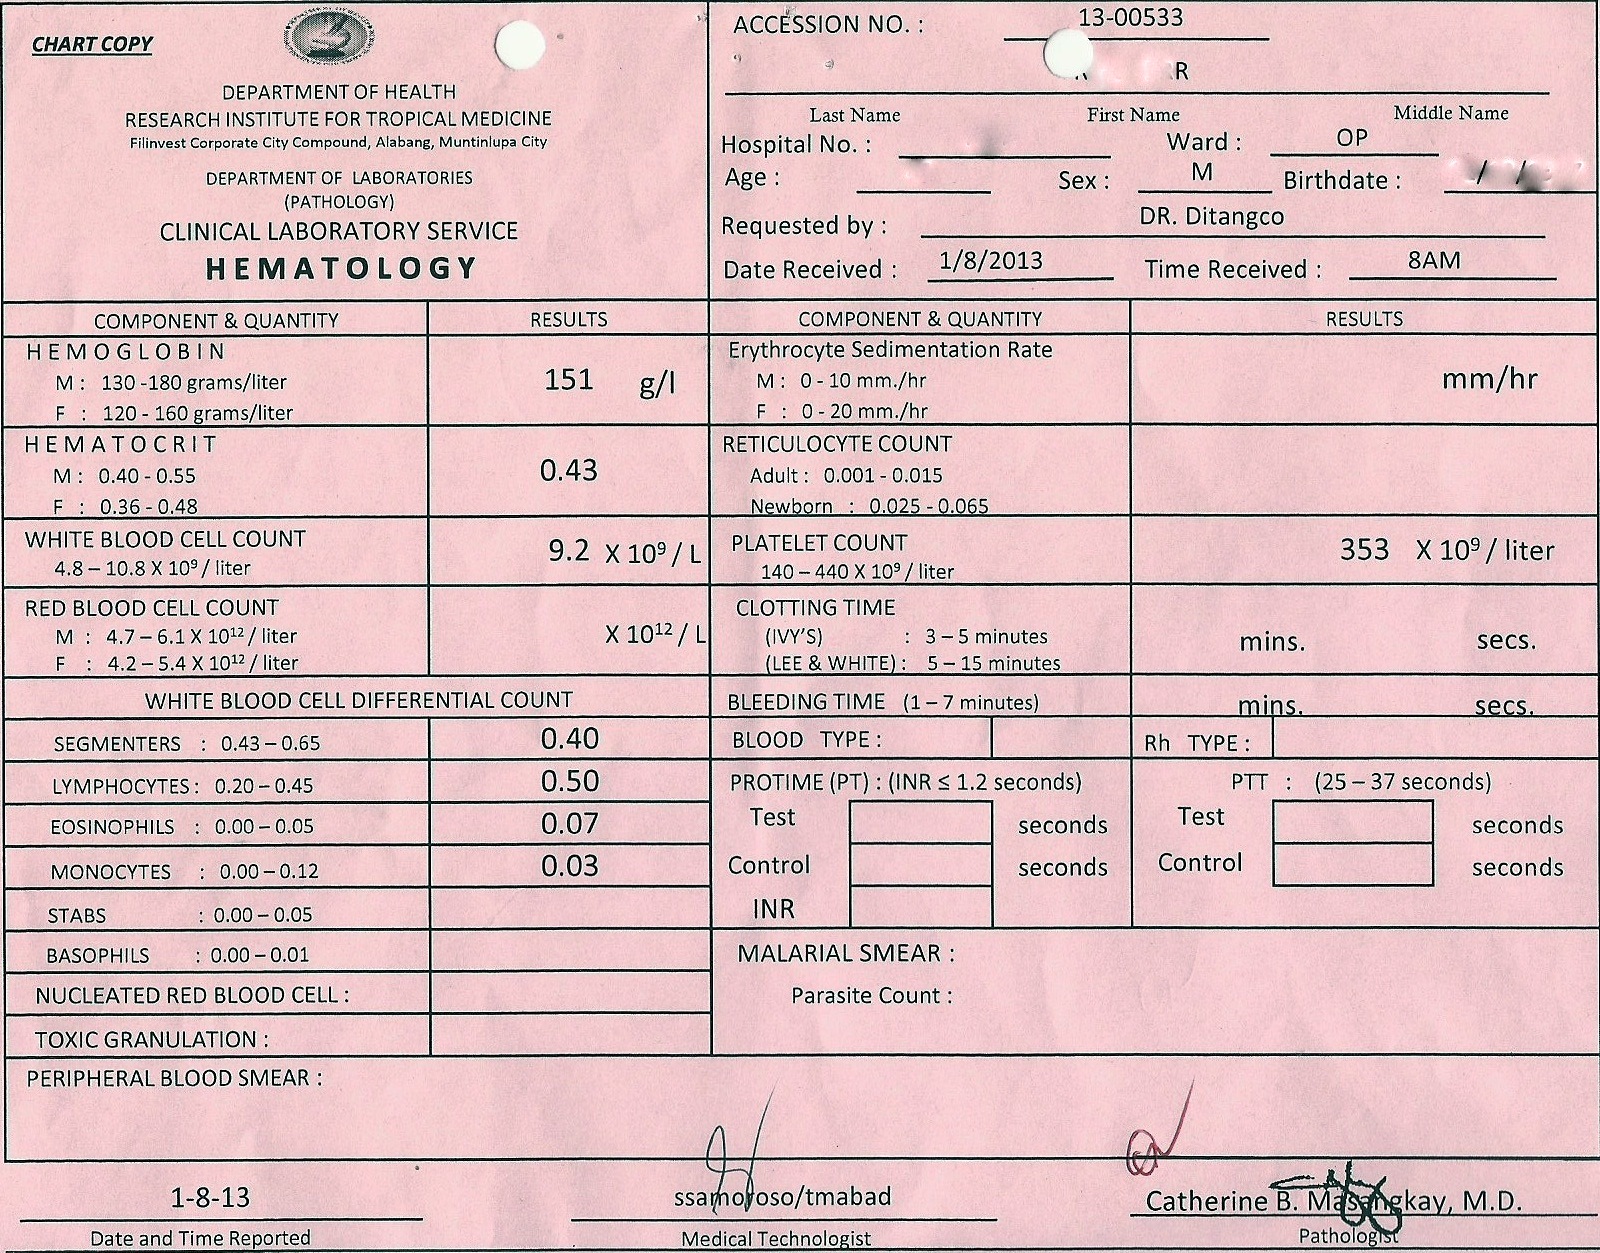 CHART COPY
DEPARTMENT OF HEALTH
RESEARCH INSTITUTE FOR TROPICAL MEDICINE
Filinvest Corporate City Compound, Alabang, Muntinlupa City
DEPARTMENT OF LABORATORIES
(PATHOLOGY)
CLINICAL LABORATORY SERVICE
HEMATOLOGY
ACCESSION NO. : 13-00533
R
Last Name First Name Middle Name
Hospital No. : Ward : OP
Age : Sex : M Birthdate : / /
Requested by : DR. Ditangco
Date Received : 1/8/2013 Time Received : 8AM
COMPONENT & QUANTITY RESULTS
HEMOGLOBIN
M : 130 -180 grams/liter 151 g/l
F : 120 - 160 grams/liter
HEMATOCRIT
M : 0.40 - 0.55 0.43
F : 0.36 - 0.48
WHITE BLOOD CELL COUNT
4.8 – 10.8 X 10⁹ / liter 9.2 X 10⁹ / L
RED BLOOD CELL COUNT
M : 4.7 – 6.1 X 10¹² / liter X 10¹² / L
F : 4.2 – 5.4 X 10¹² / liter
WHITE BLOOD CELL DIFFERENTIAL COUNT
SEGMENTERS : 0.43 – 0.65 0.40
LYMPHOCYTES : 0.20 – 0.45 0.50
EOSINOPHILS : 0.00 – 0.05 0.07
MONOCYTES : 0.00 – 0.12 0.03
STABS : 0.00 – 0.05
BASOPHILS : 0.00 – 0.01
NUCLEATED RED BLOOD CELL :
TOXIC GRANULATION :
COMPONENT & QUANTITY RESULTS
Erythrocyte Sedimentation Rate
M : 0 - 10 mm./hr mm/hr
F : 0 - 20 mm./hr
RETICULOCYTE COUNT
Adult : 0.001 - 0.015
Newborn : 0.025 - 0.065
PLATELET COUNT
140 – 440 X 10⁹ / liter 353 X 10⁹ / liter
CLOTTING TIME
(IVY'S) : 3 – 5 minutes mins. secs.
(LEE & WHITE) : 5 – 15 minutes
BLEEDING TIME (1 – 7 minutes) mins. secs.
BLOOD TYPE : Rh TYPE :
PROTIME (PT) : (INR ≤ 1.2 seconds)
Test seconds
Control seconds
INR
PTT : (25 – 37 seconds)
Test seconds
Control seconds
MALARIAL SMEAR :
Parasite Count :
PERIPHERAL BLOOD SMEAR :
1-8-13 ssamoroso/tmabad Catherine B. Masangkay, M.D.
Date and Time Reported Medical Technologist Pathologist